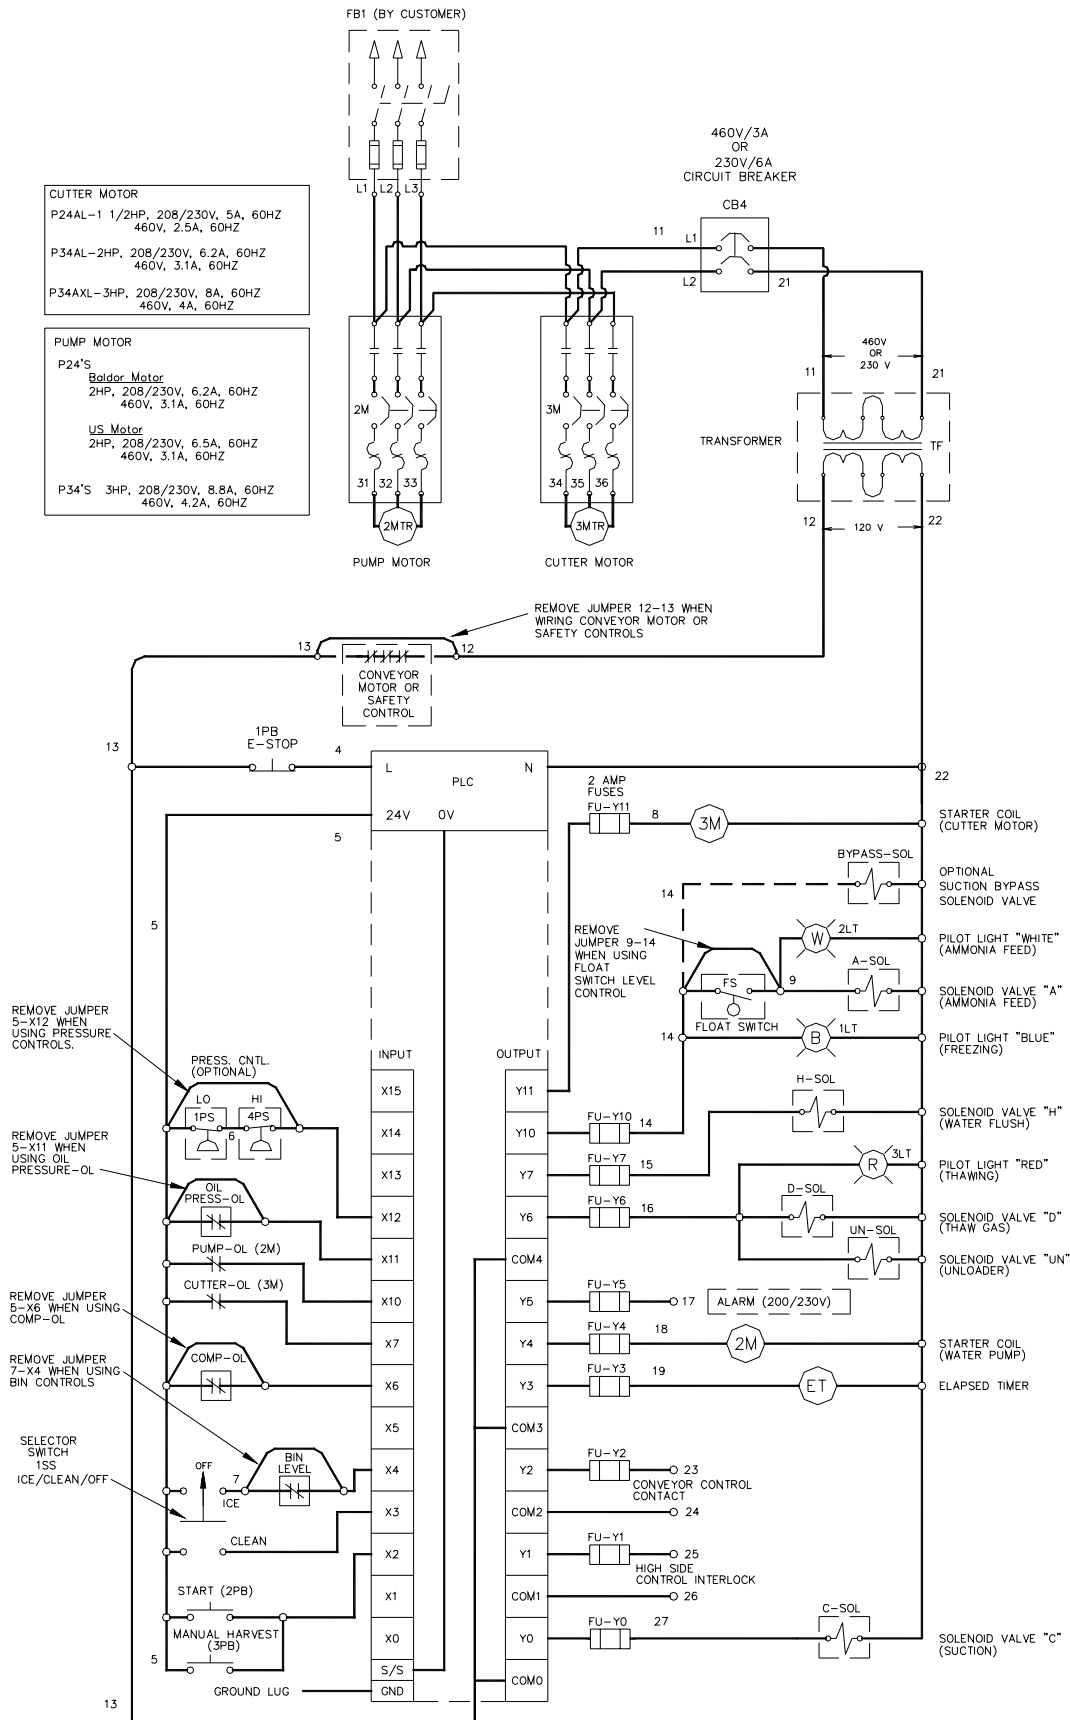 FB1 (BY CUSTOMER)
L1
L2
L3
460V/3A
OR
230V/6A
CIRCUIT BREAKER
CB4
11
L1
L2
21
CUTTER MOTOR
P24AL-1 1/2HP, 208/230V, 5A, 60HZ
460V, 2.5A, 60HZ
P34AL-2HP, 208/230V, 6.2A, 60HZ
460V, 3.1A, 60HZ
P34AXL-3HP, 208/230V, 8A, 60HZ
460V, 4A, 60HZ
PUMP MOTOR
P24'S
Baldor Motor
2HP, 208/230V, 6.2A, 60HZ
460V, 3.1A, 60HZ
US Motor
2HP, 208/230V, 6.5A, 60HZ
460V, 3.1A, 60HZ
P34'S 3HP, 208/230V, 8.8A, 60HZ
460V, 4.2A, 60HZ
2M
31
32
33
2MTR
PUMP MOTOR
3M
34
35
36
3MTR
CUTTER MOTOR
460V
OR
230 V
11
21
TRANSFORMER
TF
12
120 V
22
REMOVE JUMPER 12-13 WHEN
WIRING CONVEYOR MOTOR OR
SAFETY CONTROLS
13
12
CONVEYOR
MOTOR OR
SAFETY
CONTROL
13
1PB
E-STOP
4
L
PLC
N
24V
0V
5
22
2 AMP
FUSES
FU-Y11
8
3M
STARTER COIL
(CUTTER MOTOR)
BYPASS-SOL
OPTIONAL
SUCTION BYPASS
SOLENOID VALVE
14
5
REMOVE
JUMPER 9-14
WHEN USING
FLOAT
SWITCH LEVEL
CONTROL
W
2LT
PILOT LIGHT "WHITE"
(AMMONIA FEED)
FS
FLOAT SWITCH
9
A-SOL
SOLENOID VALVE "A"
(AMMONIA FEED)
14
B
1LT
PILOT LIGHT "BLUE"
(FREEZING)
REMOVE JUMPER
5-X12 WHEN
USING PRESSURE
CONTROLS.
PRESS. CNTL.
(OPTIONAL)
LO
HI
1PS
6
4PS
INPUT
OUTPUT
X15
Y11
H-SOL
SOLENOID VALVE "H"
(WATER FLUSH)
X14
Y10
FU-Y10
14
REMOVE JUMPER
5-X11 WHEN
USING OIL
PRESSURE-OL
X13
Y7
FU-Y7
15
R
3LT
PILOT LIGHT "RED"
(THAWING)
OIL
PRESS-OL
X12
Y6
FU-Y6
16
D-SOL
SOLENOID VALVE "D"
(THAW GAS)
PUMP-OL (2M)
X11
COM4
UN-SOL
SOLENOID VALVE "UN"
(UNLOADER)
CUTTER-OL (3M)
X10
Y5
FU-Y5
17
ALARM (200/230V)
REMOVE JUMPER
5-X6 WHEN USING
COMP-OL
X7
Y4
FU-Y4
18
2M
STARTER COIL
(WATER PUMP)
COMP-OL
X6
Y3
FU-Y3
19
ET
ELAPSED TIMER
REMOVE JUMPER
7-X4 WHEN USING
BIN CONTROLS
X5
COM3
SELECTOR
SWITCH
1SS
ICE/CLEAN/OFF
OFF
7
ICE
BIN
LEVEL
X4
Y2
FU-Y2
23
CONVEYOR CONTROL
CONTACT
X3
COM2
24
CLEAN
X2
Y1
FU-Y1
25
HIGH SIDE
CONTROL INTERLOCK
START (2PB)
X1
COM1
26
MANUAL HARVEST
(3PB)
X0
Y0
FU-Y0
27
C-SOL
SOLENOID VALVE "C"
(SUCTION)
5
S/S
COM0
GROUND LUG
GND
13